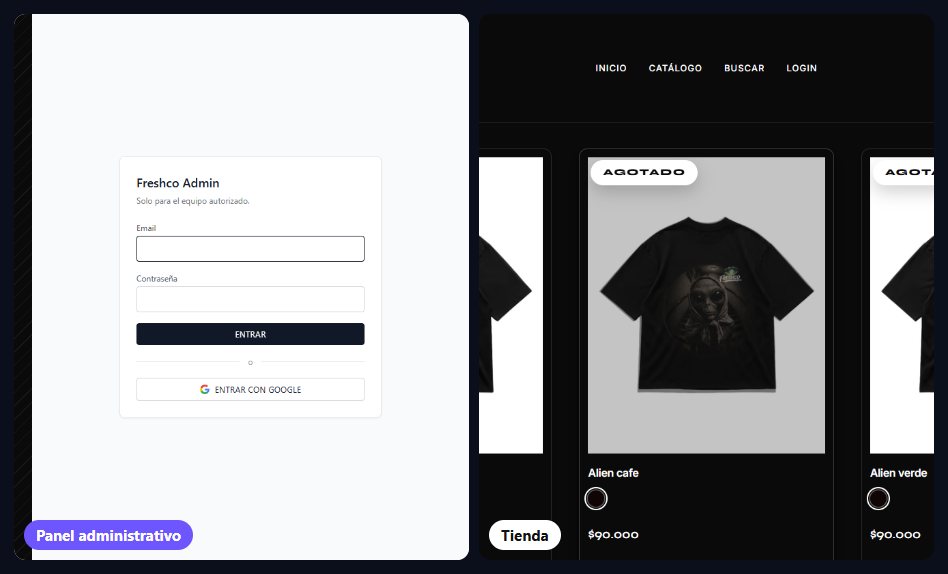 Freshco Admin
Solo para el equipo autorizado.
Email
Contraseña
ENTRAR
o
ENTRAR CON GOOGLE
Panel administrativo
INICIO CATÁLOGO BUSCAR LOGIN
AGOTADO
AGOTA
Alien cafe
$90.000
Alien verde
$90.000
Tienda